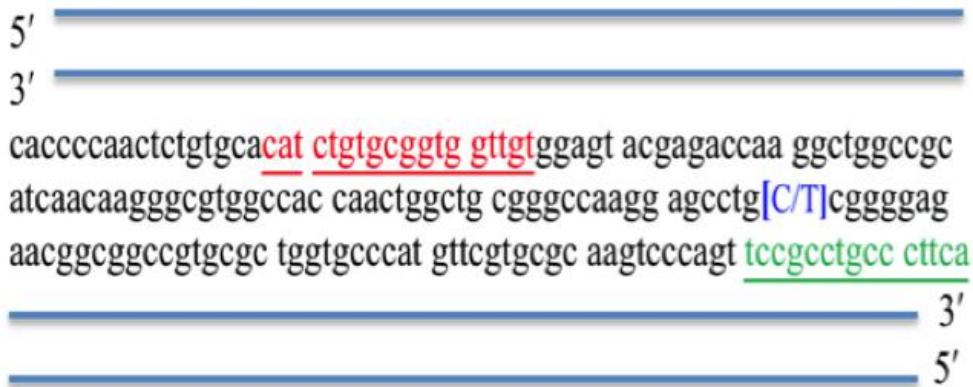 5′
3′
caccccaactctgtgcacat ctgtgcggtg gttgtggagt acgagaccaa ggctggccgc
atcaacaagggcgtggccac caactggctg cgggccaagg agcctg[C/T]cggggag
aacggcggccgtgcgc tggtgcccat gttcgtgcgc aagtcccagt tccgcctgcc cttca
3′
5′